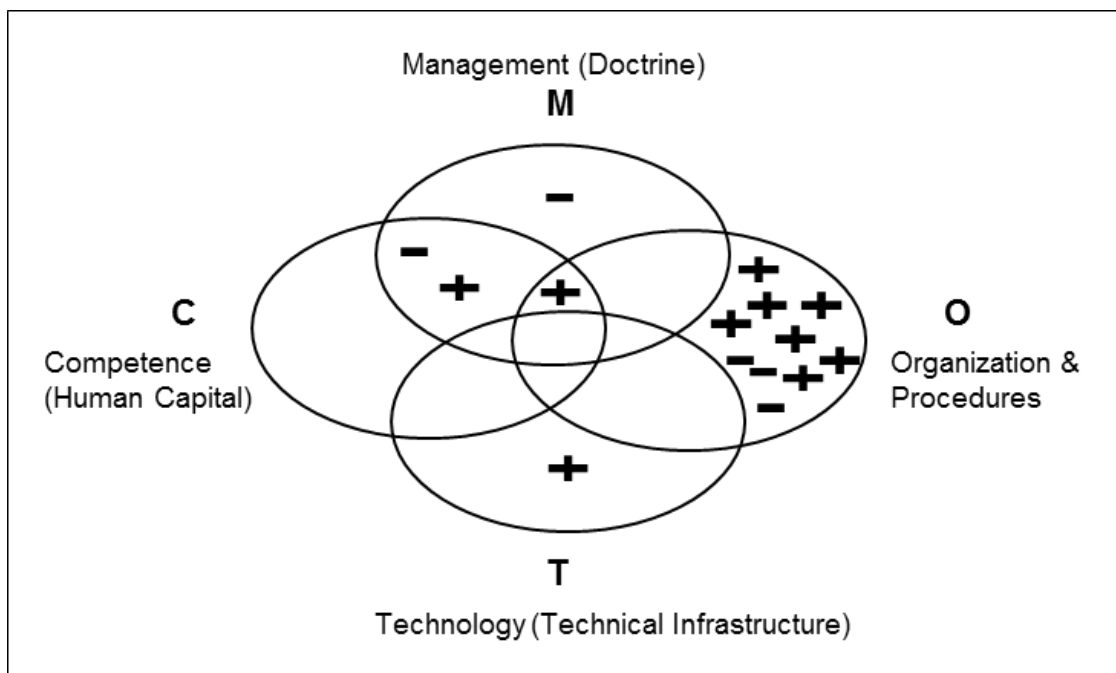 Management (Doctrine)
M
C
Competence
(Human Capital)
O
Organization &
Procedures
T
Technology (Technical Infrastructure)